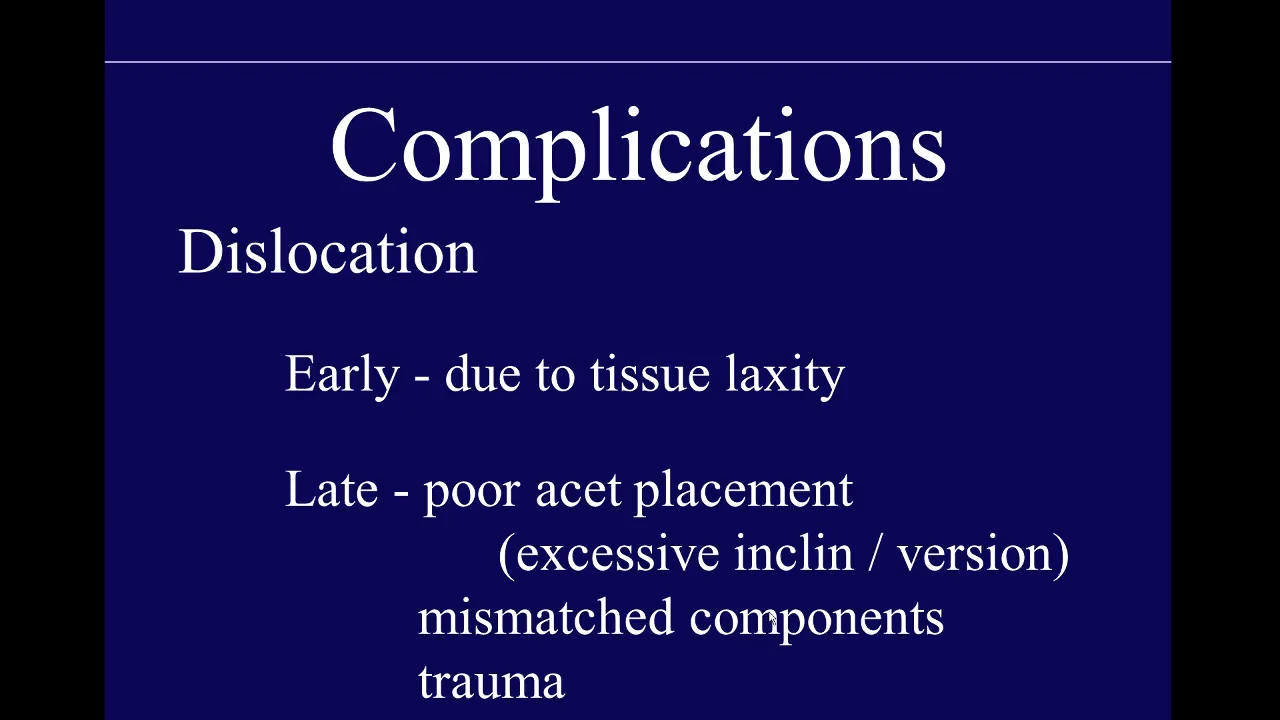 Complications
Dislocation
Early - due to tissue laxity
Late - poor acet placement
(excessive inclin / version)
mismatched components
trauma